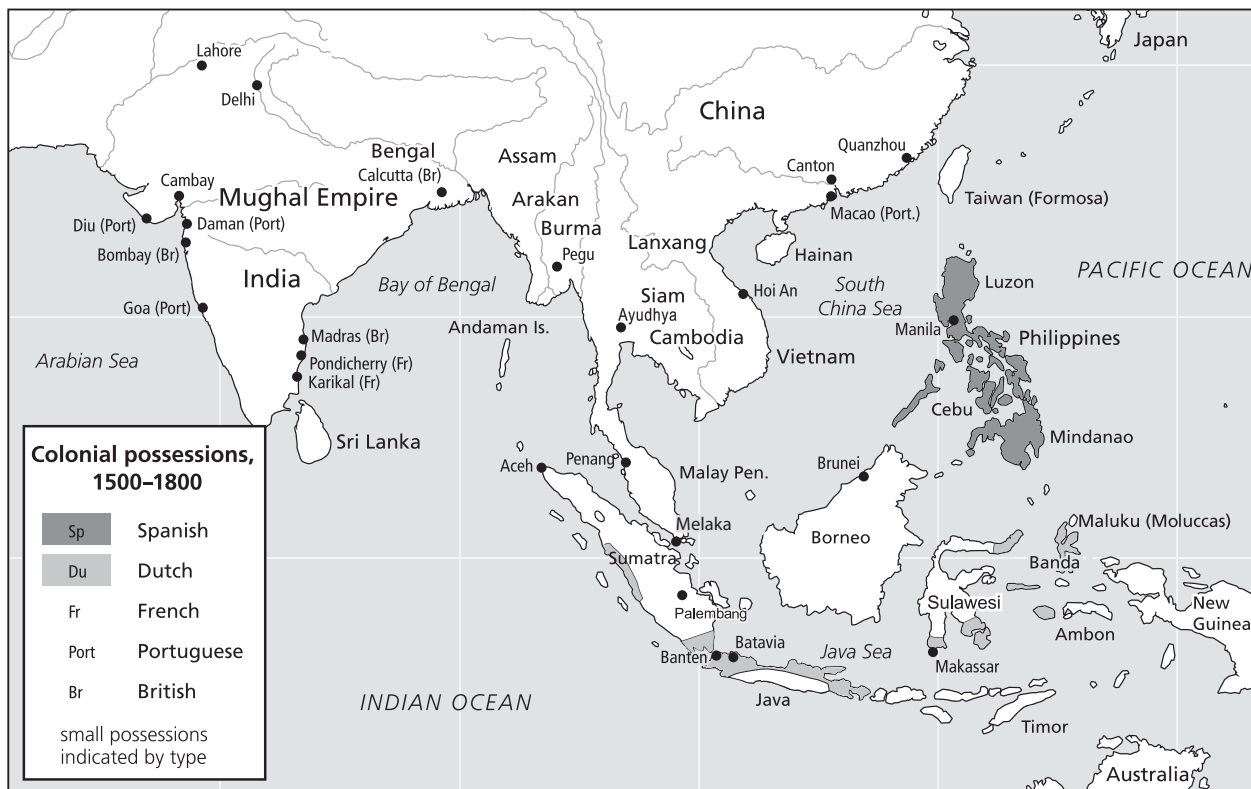 Japan
Lahore
Delhi
China
Quanzhou
Bengal
Assam
Canton
Calcutta (Br)
Cambay
Mughal Empire
Arakan
Taiwan (Formosa)
Macao (Port.)
Diu (Port)
Daman (Port)
Burma
Lanxang
Bombay (Br)
Pegu
Hainan
India
PACIFIC OCEAN
Bay of Bengal
Luzon
Hoi An
South
China Sea
Siam
Goa (Port)
Ayudhya
Andaman Is.
Manila
Madras (Br)
Cambodia
Philippines
Arabian Sea
Pondicherry (Fr)
Vietnam
Karikal (Fr)
Cebu
Sri Lanka
Mindanao
Aceh
Penang
Malay Pen.
Brunei
Melaka
Maluku (Moluccas)
Borneo
Sumatra
Banda
Sulawesi
New
Guinea
Palembang
Ambon
Batavia
Banten
Java Sea
Makassar
Java
INDIAN OCEAN
Timor
Australia
Colonial possessions,
1500–1800
Sp Spanish
Du Dutch
Fr French
Port Portuguese
Br British
small possessions
indicated by type